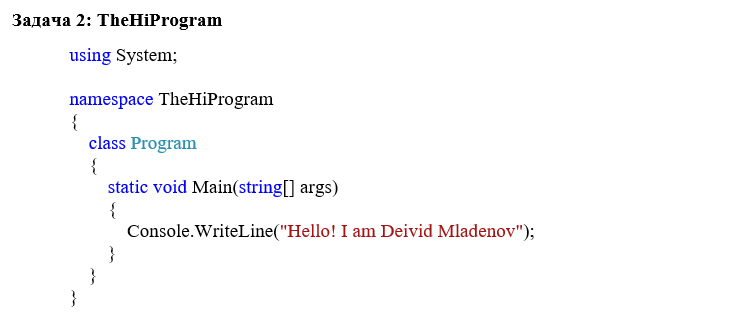 Задача 2: TheHiProgram
using System;
namespace TheHiProgram
{
class Program
{
static void Main(string[] args)
{
Console.WriteLine("Hello! I am Deivid Mladenov");
}
}
}